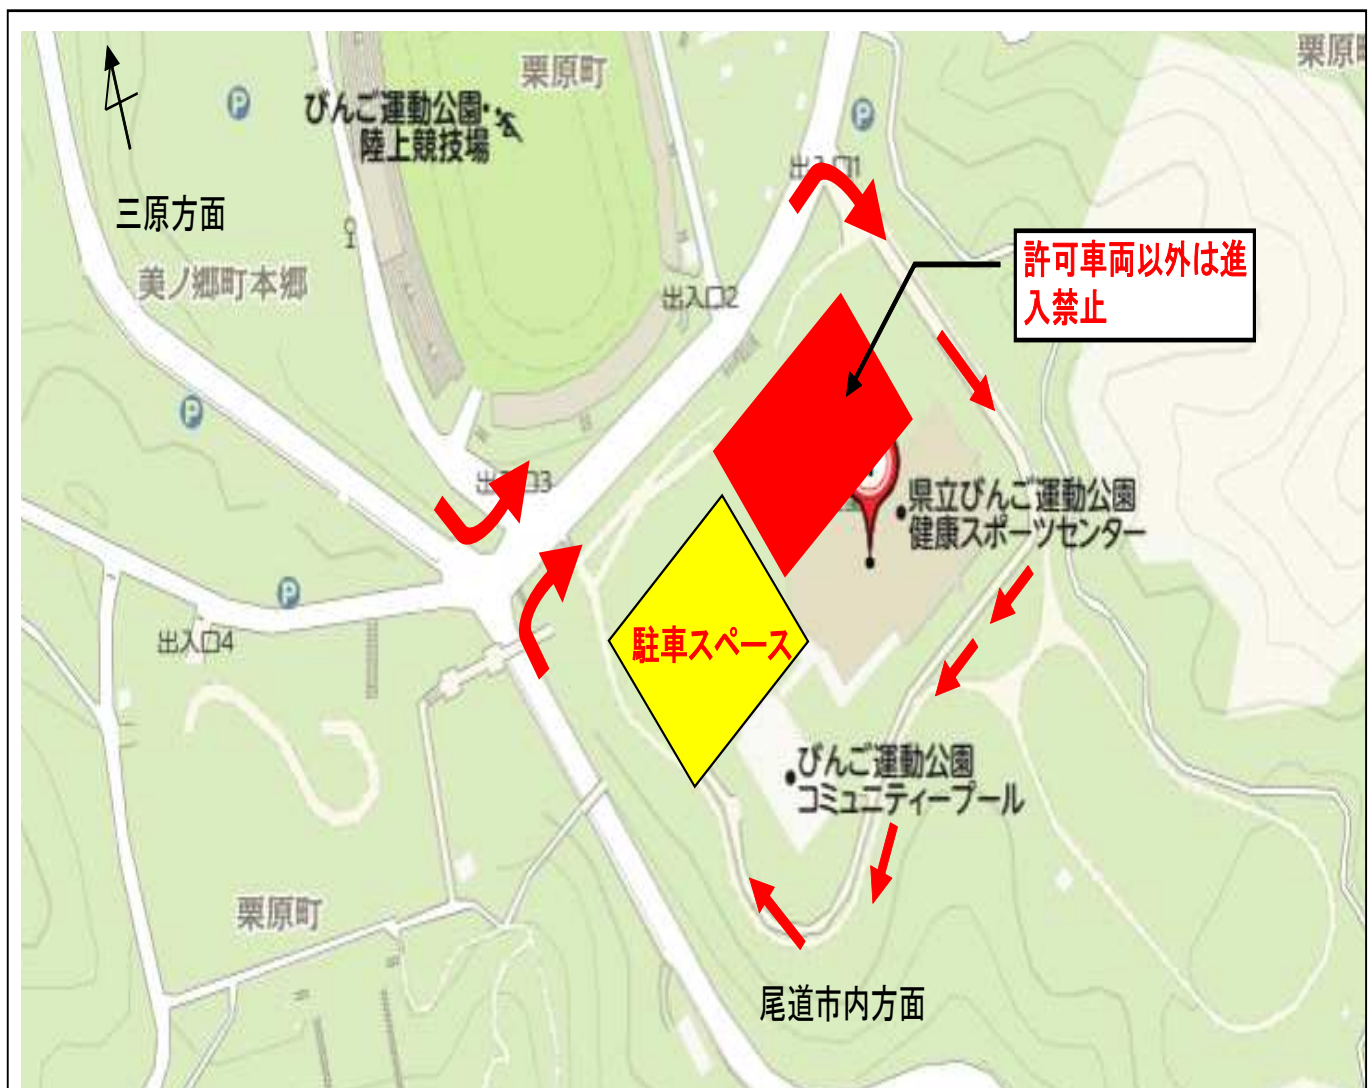 栗原町
栗原町
P
P
びんご運動公園・
陸上競技場
出入口1
三原方面
許可車両以外は進
入禁止
美ノ郷町本郷
出入口2
P
出入口3
県立びんご運動公園
健康スポーツセンター
P
出入口4
駐車スペース
びんご運動公園
コミュニティープール
栗原町
尾道市内方面